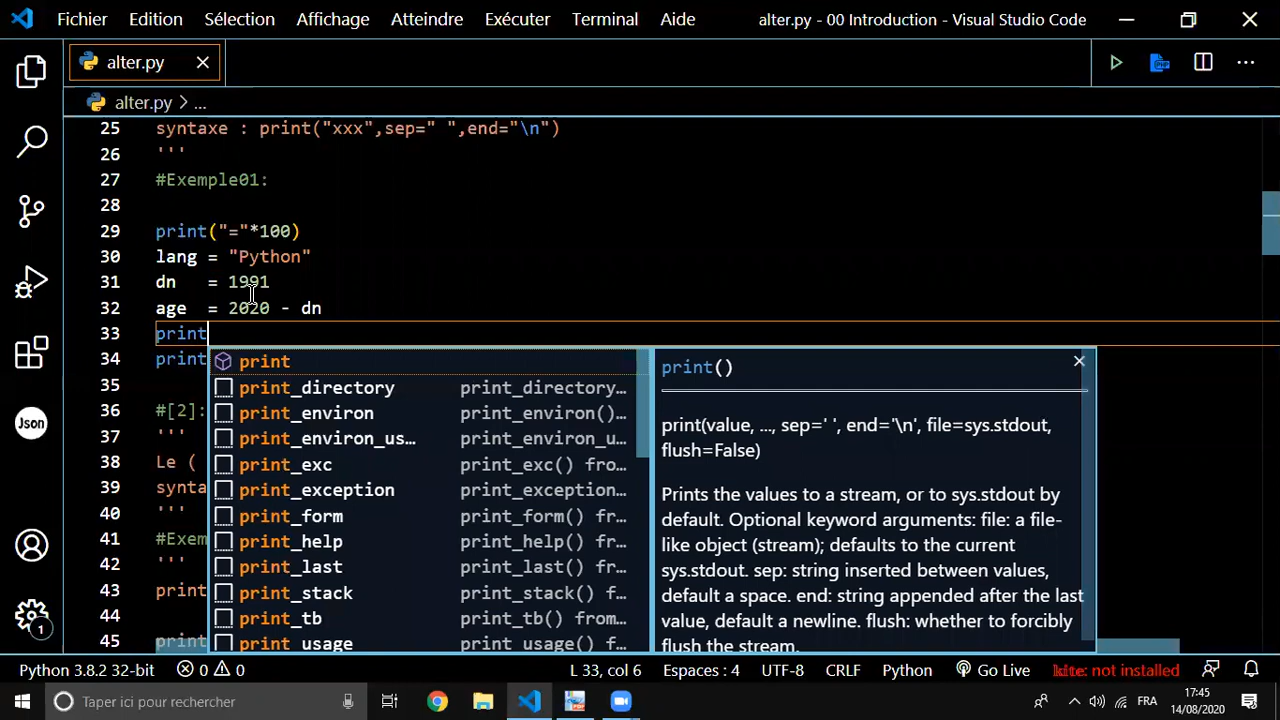 Fichier Edition Sélection Affichage Atteindre Exécuter Terminal Aide alter.py - 00 Introduction - Visual Studio Code
alter.py
alter.py > ...
25 syntaxe : print("xxx",sep=" ",end="\n")
26 '''
27 #Exemple01:
28
29 print("="*100)
30 lang = "Python"
31 dn = 1991
32 age = 2020 - dn
33 print
34 print
35
36 #[2]:
37 '''
38 Le (
39 synta
40 '''
41 #Exem
42 '''
43 print
44
45 print
print
print_directory print_directory…
print_environ print_environ()…
print_environ_us… print_environ_u…
print_exc print_exc() fro…
print_exception print_exception…
print_form print_form() fr…
print_help print_help() fr…
print_last print_last() fr…
print_stack print_stack() f…
print_tb print_tb() from…
print_usage print_usage() f…
print()
print(value, ..., sep=' ', end='\n', file=sys.stdout,
flush=False)
Prints the values to a stream, or to sys.stdout by
default. Optional keyword arguments: file: a file-
like object (stream); defaults to the current
sys.stdout. sep: string inserted between values,
default a space. end: string appended after the last
value, default a newline. flush: whether to forcibly
flush the stream.
Json
1
Python 3.8.2 32-bit 0 0 L 33, col 6 Espaces : 4 UTF-8 CRLF Python Go Live kite: not installed
Taper ici pour rechercher FRA 17:45
14/08/2020